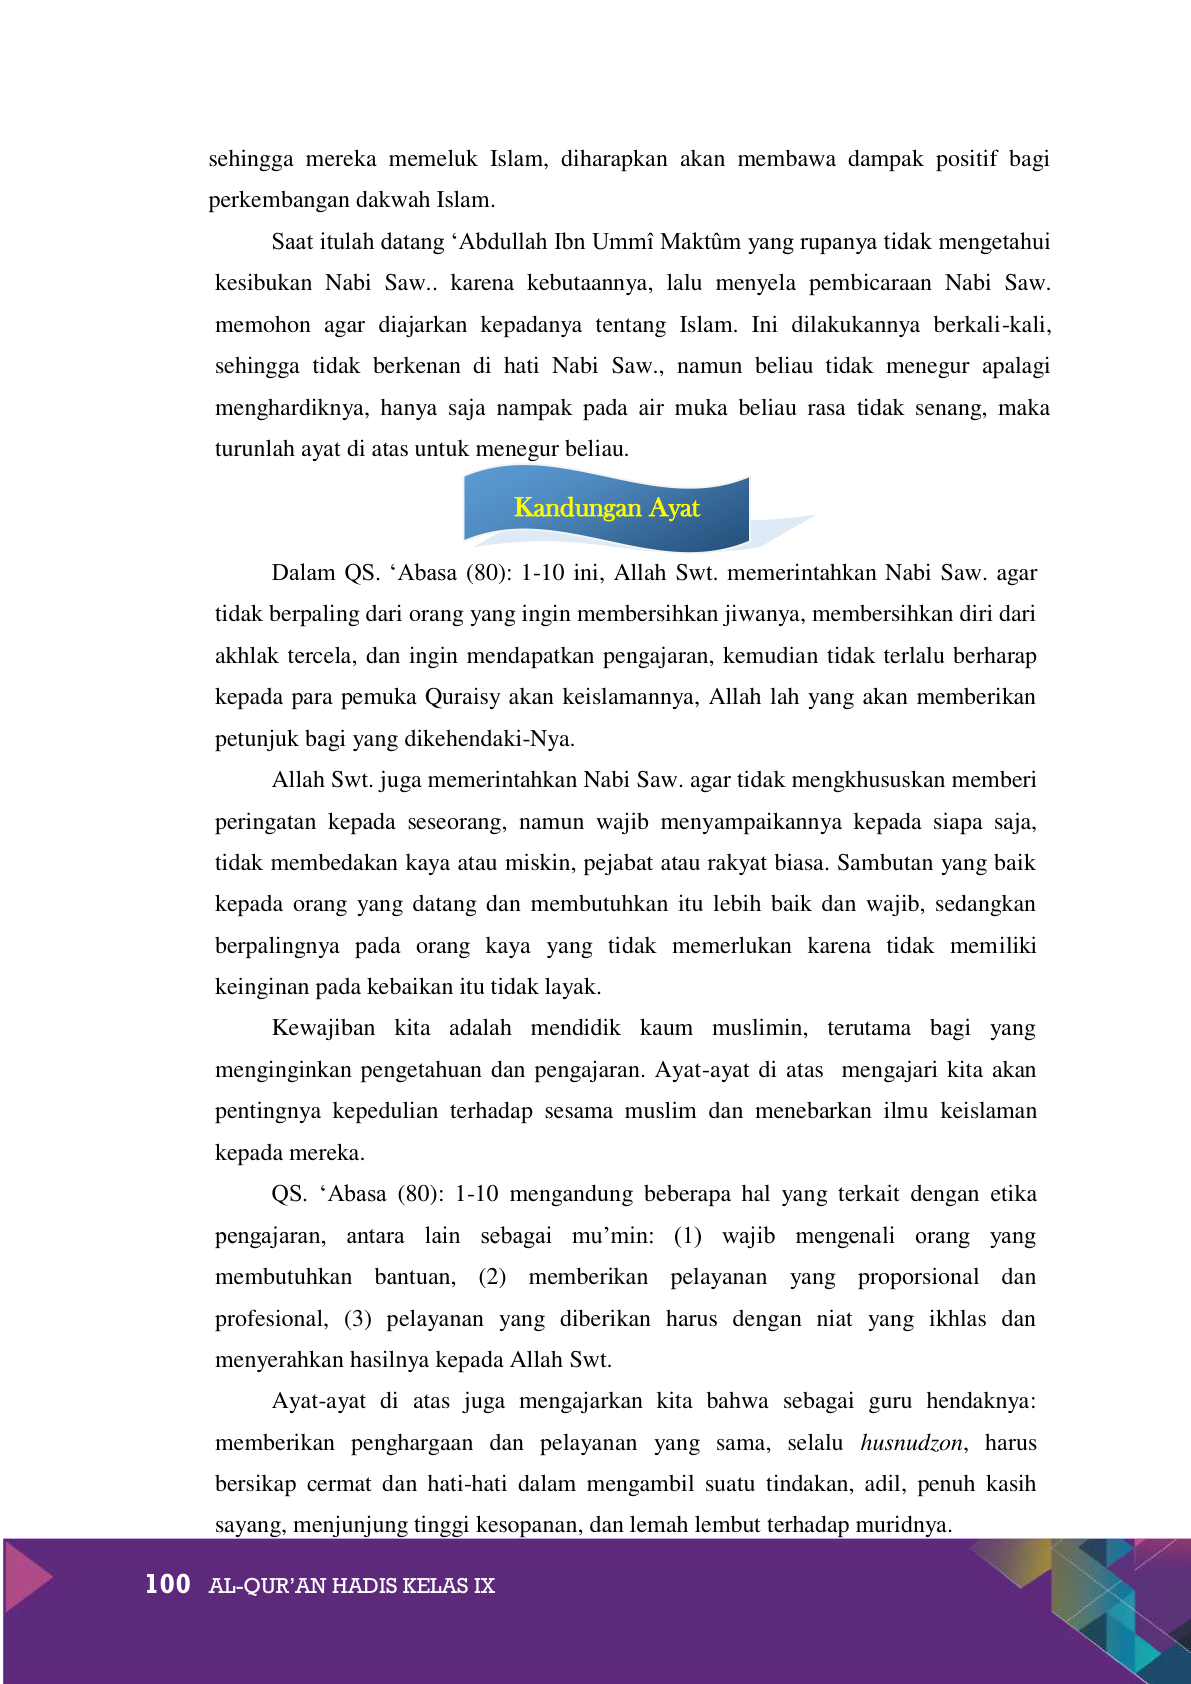 sehingga mereka memeluk Islam, diharapkan akan membawa dampak positif bagi
perkembangan dakwah Islam.
Saat itulah datang ‘Abdullah Ibn Ummî Maktûm yang rupanya tidak mengetahui
kesibukan Nabi Saw.. karena kebutaannya, lalu menyela pembicaraan Nabi Saw.
memohon agar diajarkan kepadanya tentang Islam. Ini dilakukannya berkali-kali,
sehingga tidak berkenan di hati Nabi Saw., namun beliau tidak menegur apalagi
menghardiknya, hanya saja nampak pada air muka beliau rasa tidak senang, maka
turunlah ayat di atas untuk menegur beliau.
Kandungan Ayat
Dalam QS. ‘Abasa (80): 1-10 ini, Allah Swt. memerintahkan Nabi Saw. agar
tidak berpaling dari orang yang ingin membersihkan jiwanya, membersihkan diri dari
akhlak tercela, dan ingin mendapatkan pengajaran, kemudian tidak terlalu berharap
kepada para pemuka Quraisy akan keislamannya, Allah lah yang akan memberikan
petunjuk bagi yang dikehendaki-Nya.
Allah Swt. juga memerintahkan Nabi Saw. agar tidak mengkhususkan memberi
peringatan kepada seseorang, namun wajib menyampaikannya kepada siapa saja,
tidak membedakan kaya atau miskin, pejabat atau rakyat biasa. Sambutan yang baik
kepada orang yang datang dan membutuhkan itu lebih baik dan wajib, sedangkan
berpalingnya pada orang kaya yang tidak memerlukan karena tidak memiliki
keinginan pada kebaikan itu tidak layak.
Kewajiban kita adalah mendidik kaum muslimin, terutama bagi yang
menginginkan pengetahuan dan pengajaran. Ayat-ayat di atas  mengajari kita akan
pentingnya kepedulian terhadap sesama muslim dan menebarkan ilmu keislaman
kepada mereka.
QS. ‘Abasa (80): 1-10 mengandung beberapa hal yang terkait dengan etika
pengajaran, antara lain sebagai mu’min: (1) wajib mengenali orang yang
membutuhkan bantuan, (2) memberikan pelayanan yang proporsional dan
profesional, (3) pelayanan yang diberikan harus dengan niat yang ikhlas dan
menyerahkan hasilnya kepada Allah Swt.
Ayat-ayat di atas juga mengajarkan kita bahwa sebagai guru hendaknya:
memberikan penghargaan dan pelayanan yang sama, selalu husnudzon, harus
bersikap cermat dan hati-hati dalam mengambil suatu tindakan, adil, penuh kasih
sayang, menjunjung tinggi kesopanan, dan lemah lembut terhadap muridnya.
100 AL-QUR’AN HADIS KELAS IX